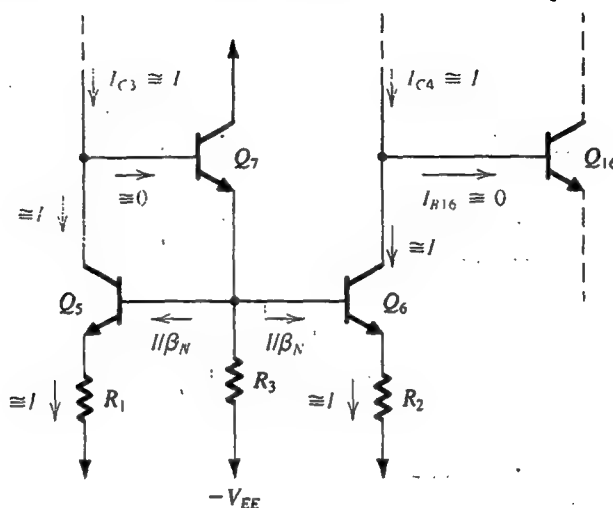 I_C3 ≅ I
I_C4 ≅ I
Q_7
Q_16
≅0
I_B16 ≅ 0
≅I
≅I
Q_5
Q_6
I/β_N
I/β_N
≅I
R_1
R_3
≅I
R_2
−V_EE